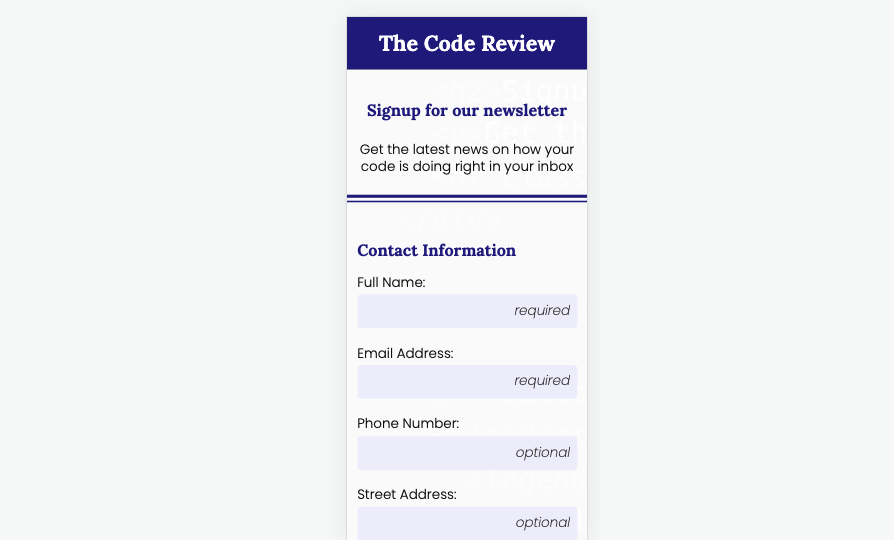 The Code Review
Signup for our newsletter
Get the latest news on how your
code is doing right in your inbox
</div>
Contact Information
Full Name:
required
Email Address:
required
Phone Number:
optional
Street Address:
optional